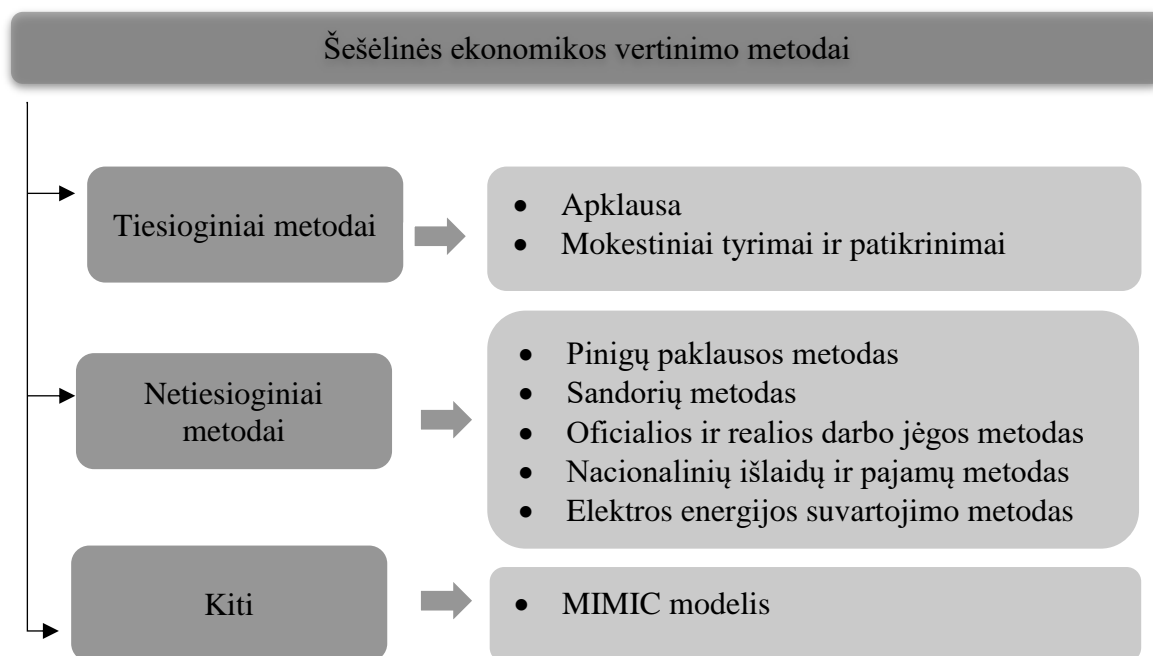 Šešėlinės ekonomikos vertinimo metodai
Tiesioginiai metodai
• Apklausa
• Mokestiniai tyrimai ir patikrinimai
Netiesioginiai
metodai
• Pinigų paklausos metodas
• Sandorių metodas
• Oficialios ir realios darbo jėgos metodas
• Nacionalinių išlaidų ir pajamų metodas
• Elektros energijos suvartojimo metodas
Kiti
• MIMIC modelis